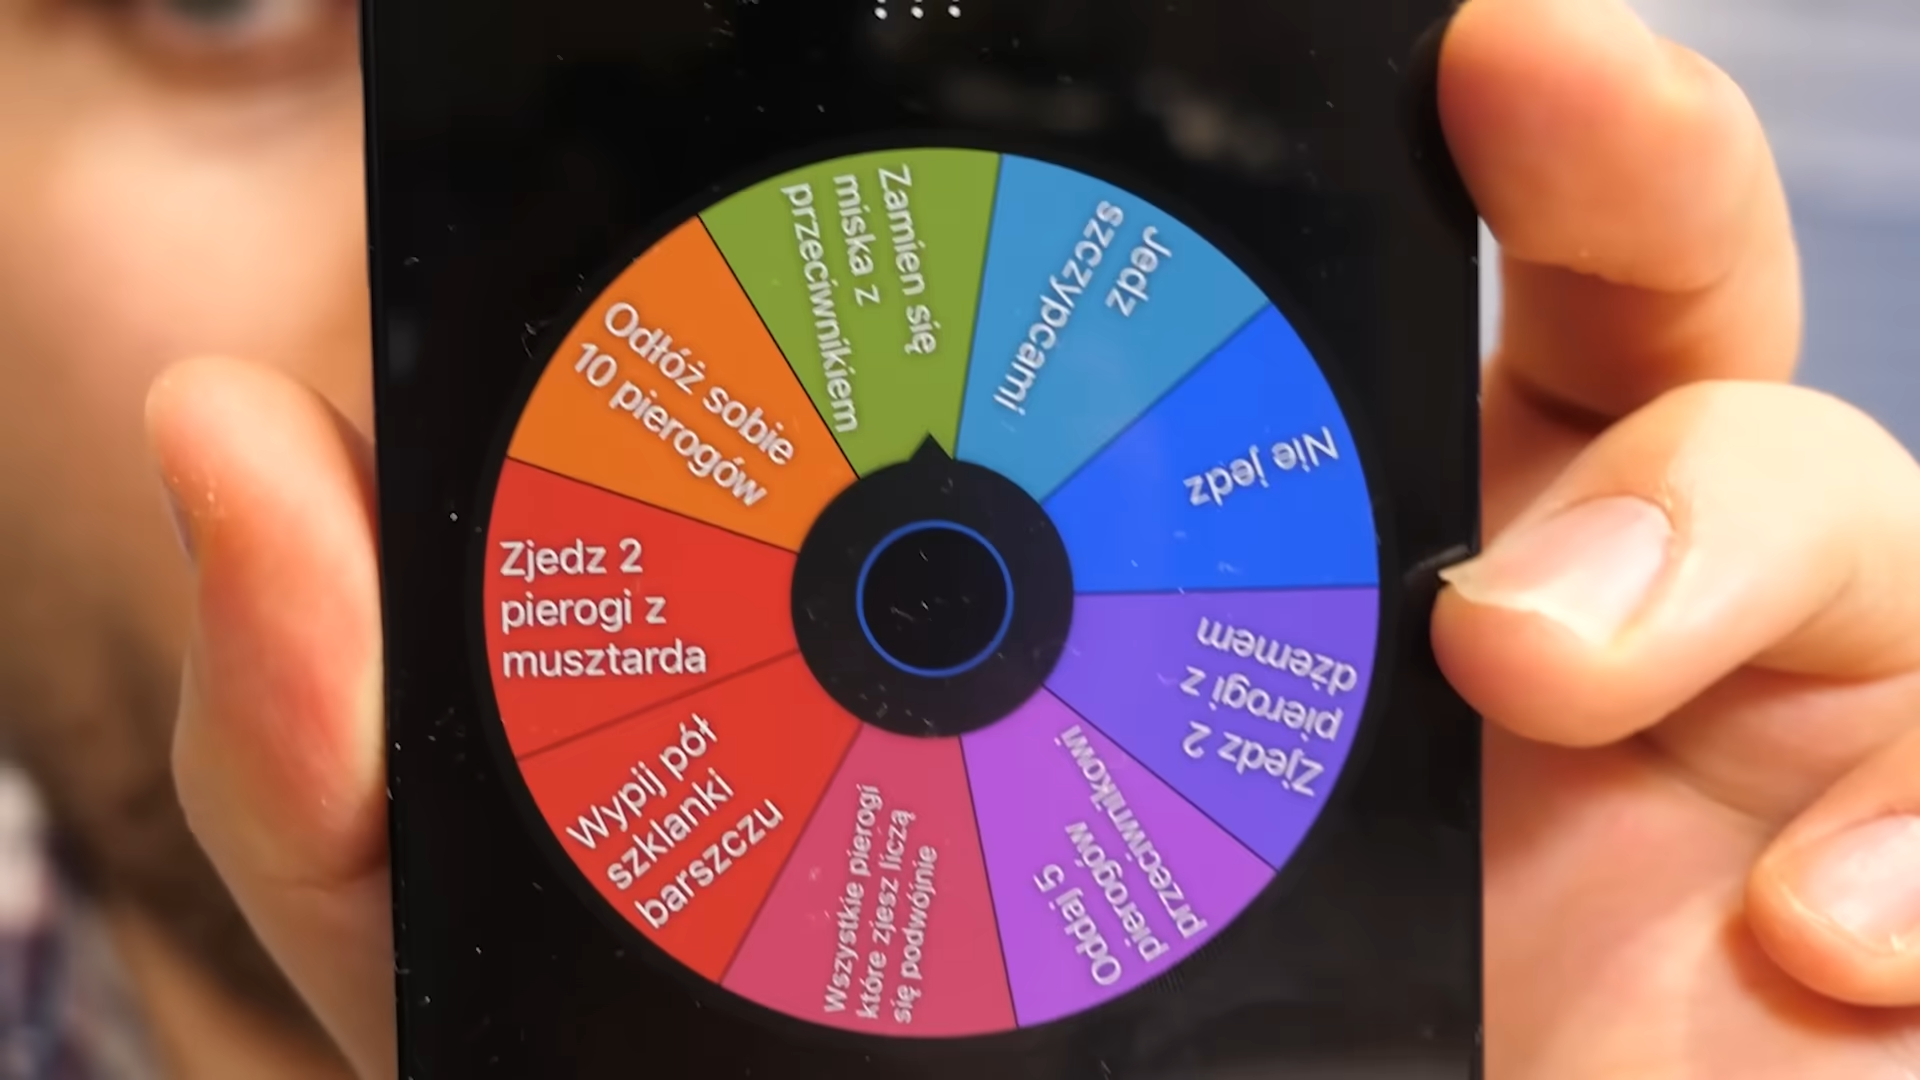 Zamien się
miska z
przeciwnikiem
Jedz
szczypcami
Nie jedz
Zjedz 2
pierogi z
dżemem
Oddaj 5
pierogów
przeciwnikowi
Wszystkie pierogi
które zjesz liczą
się podwójnie
Wypij pół
szklanki
barszczu
Zjedz 2
pierogi z
musztarda
Odłóż sobie
10 pierogów